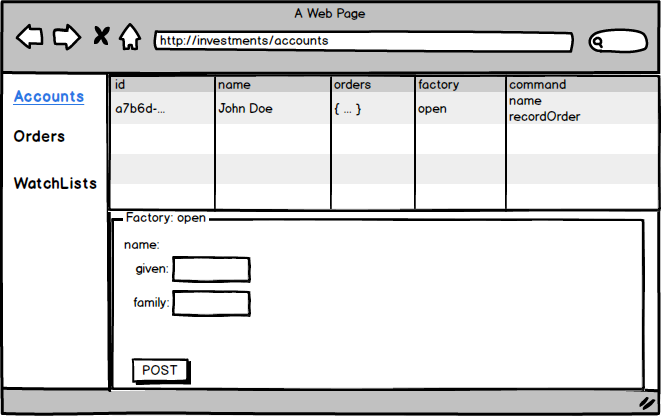 A Web Page
http://investments/accounts
Accounts
Orders
WatchLists
id name orders factory command
a7b6d-... John Doe { ... } open name
recordOrder
Factory: open
name:
given:
family:
POST